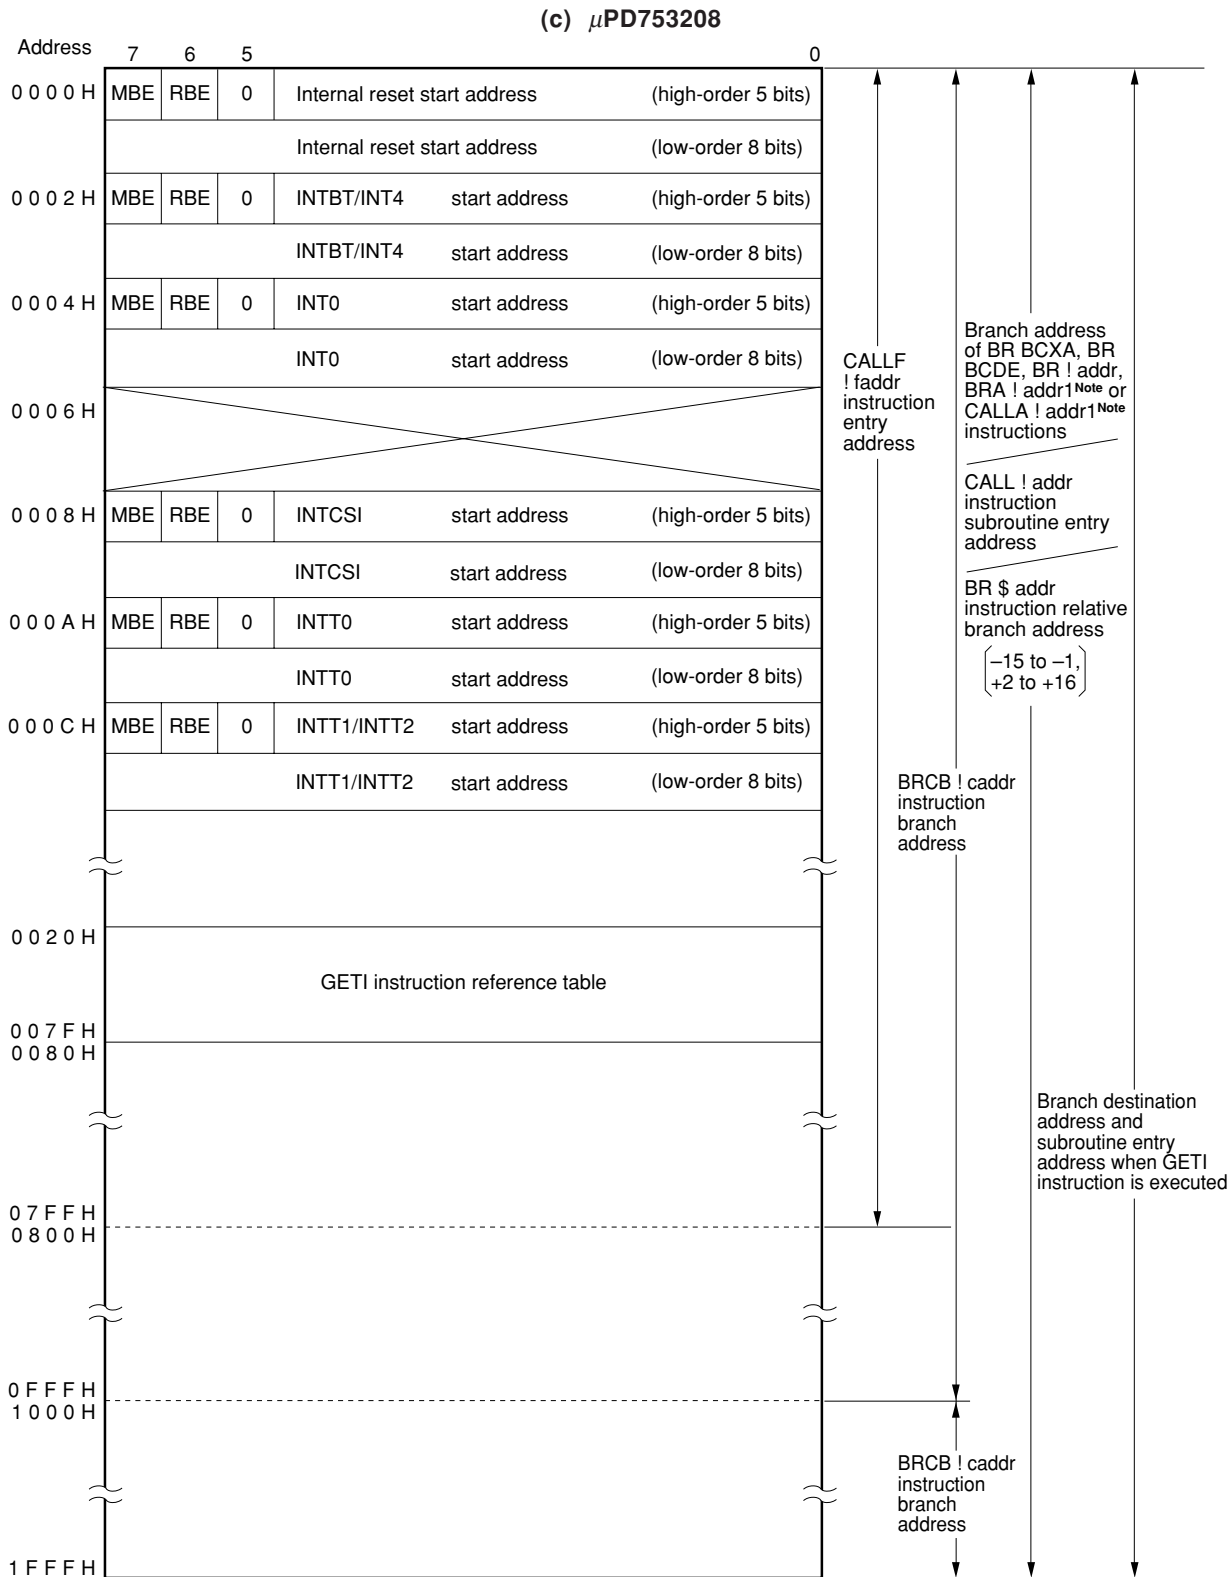 (c) μPD753208
Address 7 6 5 0
0000H MBE RBE 0 Internal reset start address (high-order 5 bits)
Internal reset start address (low-order 8 bits)
0002H MBE RBE 0 INTBT/INT4 start address (high-order 5 bits)
INTBT/INT4 start address (low-order 8 bits)
0004H MBE RBE 0 INT0 start address (high-order 5 bits)
INT0 start address (low-order 8 bits)
0006H
0008H MBE RBE 0 INTCSI start address (high-order 5 bits)
INTCSI start address (low-order 8 bits)
000AH MBE RBE 0 INTT0 start address (high-order 5 bits)
INTT0 start address (low-order 8 bits)
000CH MBE RBE 0 INTT1/INTT2 start address (high-order 5 bits)
INTT1/INTT2 start address (low-order 8 bits)
0020H
GETI instruction reference table
007FH
0080H
07FFH
0800H
0FFFH
1000H
1FFFH
CALLF
! faddr
instruction
entry
address
BRCB ! caddr
instruction
branch
address
BRCB ! caddr
instruction
branch
address
Branch address
of BR BCXA, BR
BCDE, BR ! addr,
BRA ! addr1Note or
CALLA ! addr1Note
instructions
CALL ! addr
instruction
subroutine entry
address
BR $ addr
instruction relative
branch address
–15 to –1,
+2 to +16
Branch destination
address and
subroutine entry
address when GETI
instruction is executed